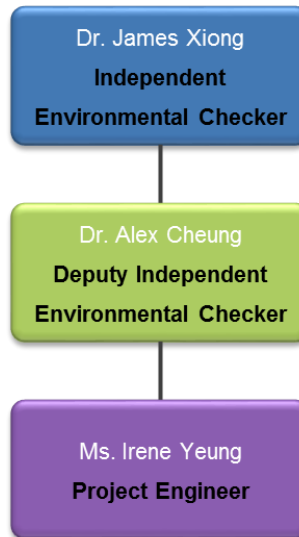 Dr. James Xiong
Independent
Environmental Checker
Dr. Alex Cheung
Deputy Independent
Environmental Checker
Ms. Irene Yeung
Project Engineer